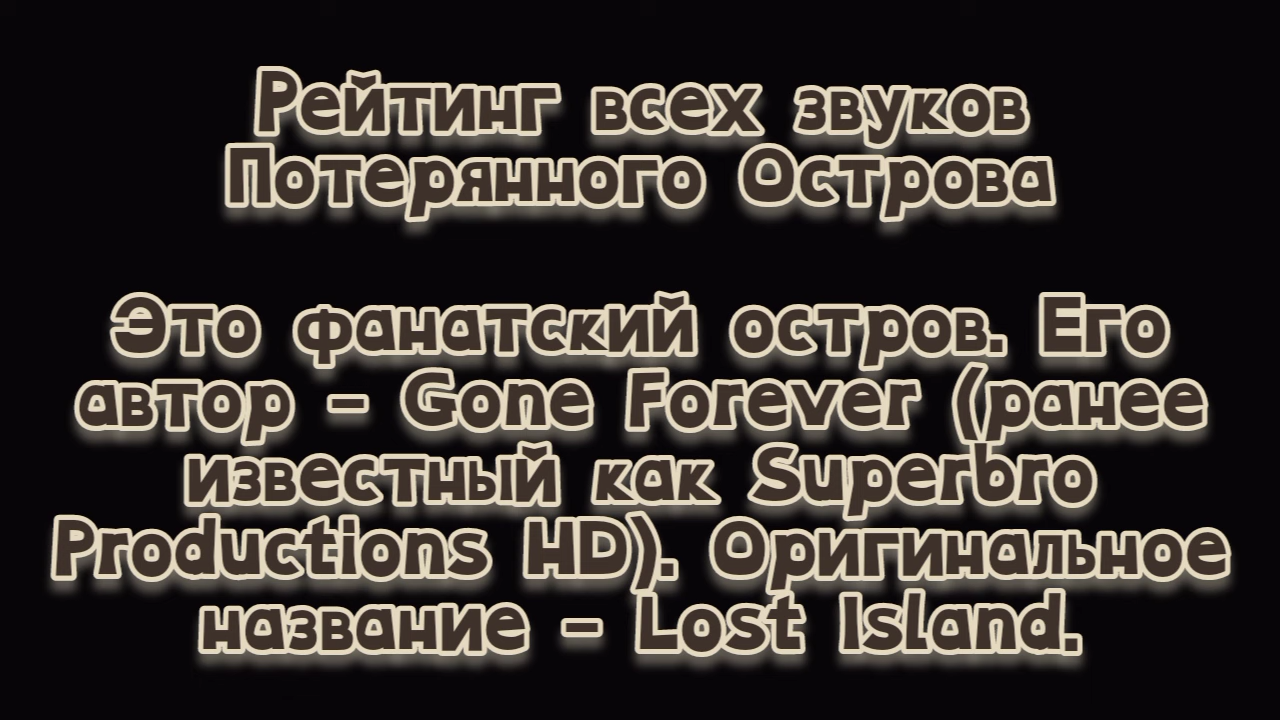 Рейтинг всех звуков
Потерянного Острова
Это фанатский остров. Его
автор - Gone Forever (ранее
известный как Superbro
Productions HD). Оригинальное
название - Lost Island.